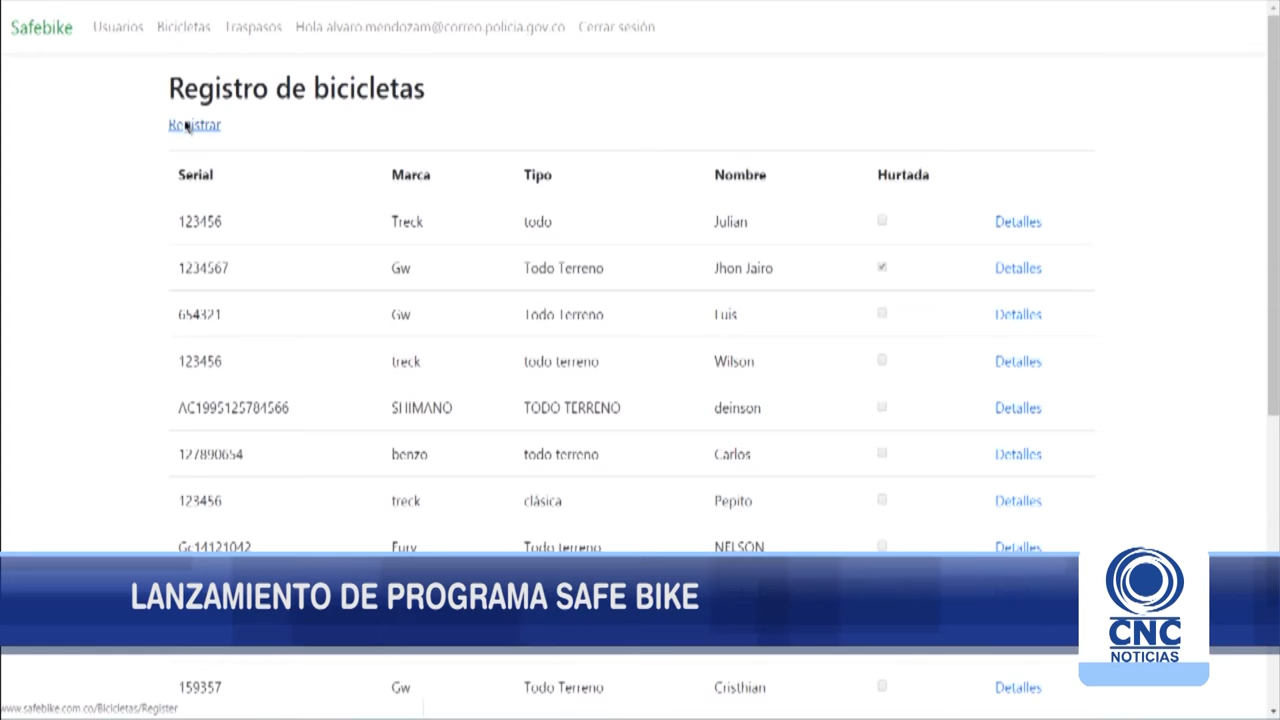 Safebike Usuarios Bicicletas Traspasos Hola alvaro.mendozam@correo.policia.gov.co Cerrar sesión
Registro de bicicletas
Registrar
Serial Marca Tipo Nombre Hurtada
123456 Treck todo Julian Detalles
1234567 Gw Todo Terreno Jhon Jairo Detalles
654321 Gw Todo Terreno Luis Detalles
123456 treck todo terreno Wilson Detalles
AC1995125784566 SHIMANO TODO TERRENO deinson Detalles
127890654 benzo todo terreno Carlos Detalles
123456 treck clásica Pepito Detalles
Gc14121042 Fury Todo terreno NELSON Detalles
LANZAMIENTO DE PROGRAMA SAFE BIKE
CNC
NOTICIAS
159357 Gw Todo Terreno Cristhian Detalles
www.safebike.com.co/Bicicletas/Register